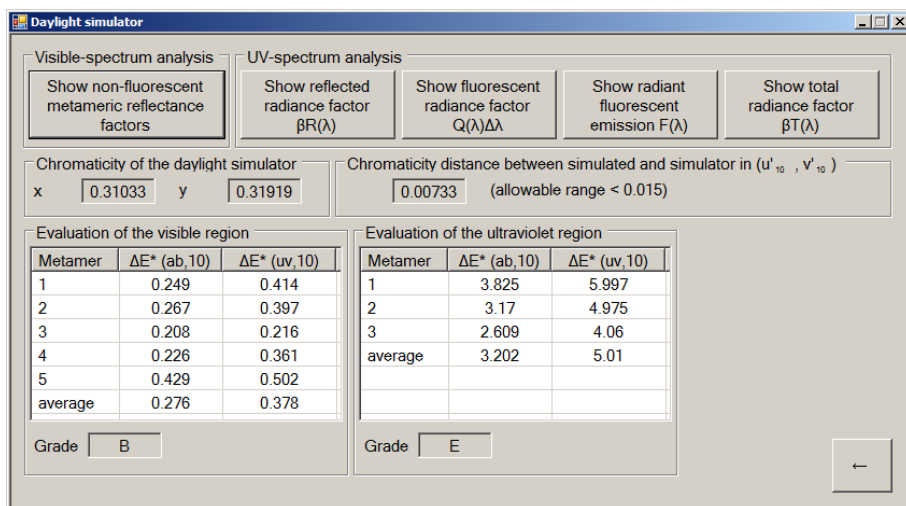 Daylight simulator
Visible-spectrum analysis
Show non-fluorescent
metameric reflectance
factors
UV-spectrum analysis
Show reflected
radiance factor
βR(λ)
Show fluorescent
radiance factor
Q(λ)Δλ
Show radiant
fluorescent
emission F(λ)
Show total
radiance factor
βT(λ)
Chromaticity of the daylight simulator
x 0.31033 y 0.31919
Chromaticity distance between simulated and simulator in (u'₁₀ , v'₁₀ )
0.00733 (allowable range < 0.015)
Evaluation of the visible region
Metamer ΔE* (ab,10) ΔE* (uv,10)
1 0.249 0.414
2 0.267 0.397
3 0.208 0.216
4 0.226 0.361
5 0.429 0.502
average 0.276 0.378
Grade B
Evaluation of the ultraviolet region
Metamer ΔE* (ab,10) ΔE* (uv,10)
1 3.825 5.997
2 3.17 4.975
3 2.609 4.06
average 3.202 5.01
Grade E
←